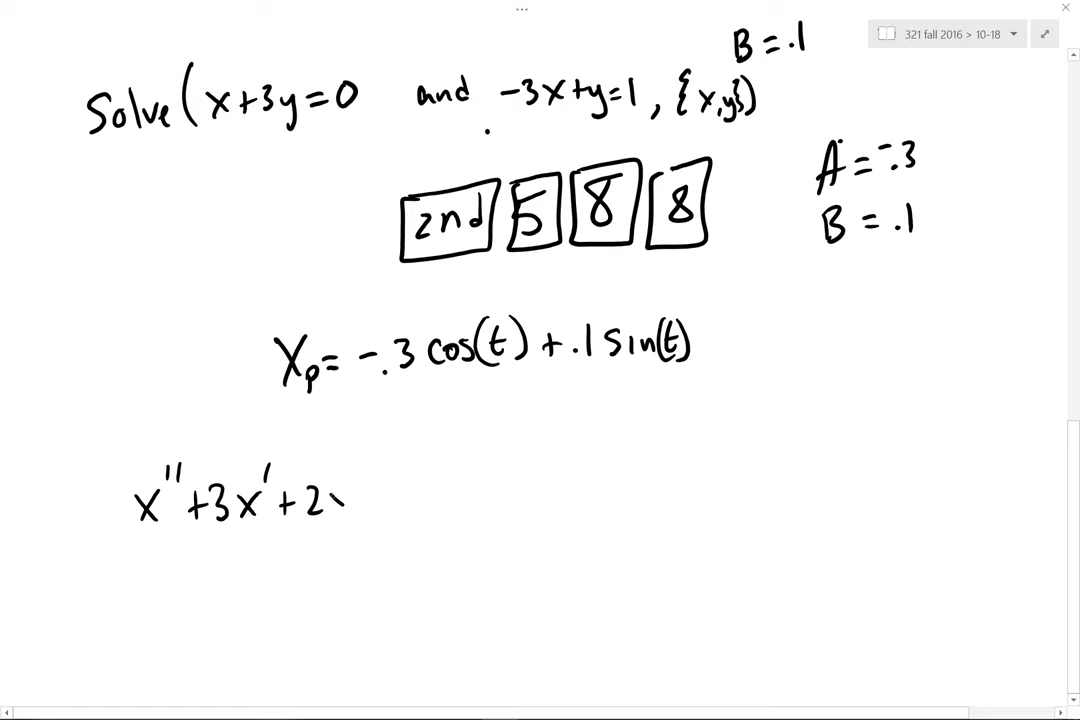 321 fall 2016 > 10-18
B = .1
Solve(x+3y=0 and -3x+y=1, {x,y})
A = -.3
2nd 5 8 8
B = .1
Xp = -.3 cos(t) + .1 sin(t)
x'' + 3x' + 2